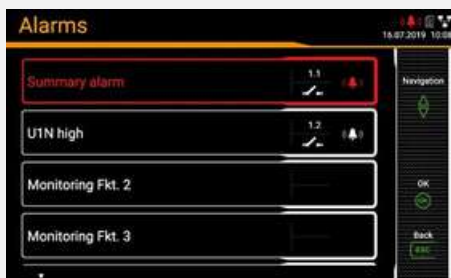 Alarms
16.07.2019 10:08
Summary alarm 1.1
Navigation
U1N high 1.2
Monitoring Fkt. 2
OK
OK
Monitoring Fkt. 3
Back
ESC